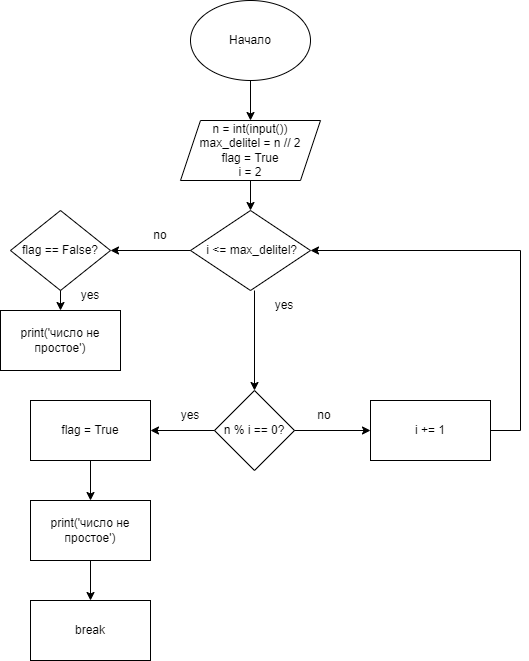 Начало
n = int(input())
max_delitel = n // 2
flag = True
i = 2
no
flag == False?
i <= max_delitel?
yes
yes
print('число не
простое')
yes
no
flag = True
n % i == 0?
i += 1
print('число не
простое')
break